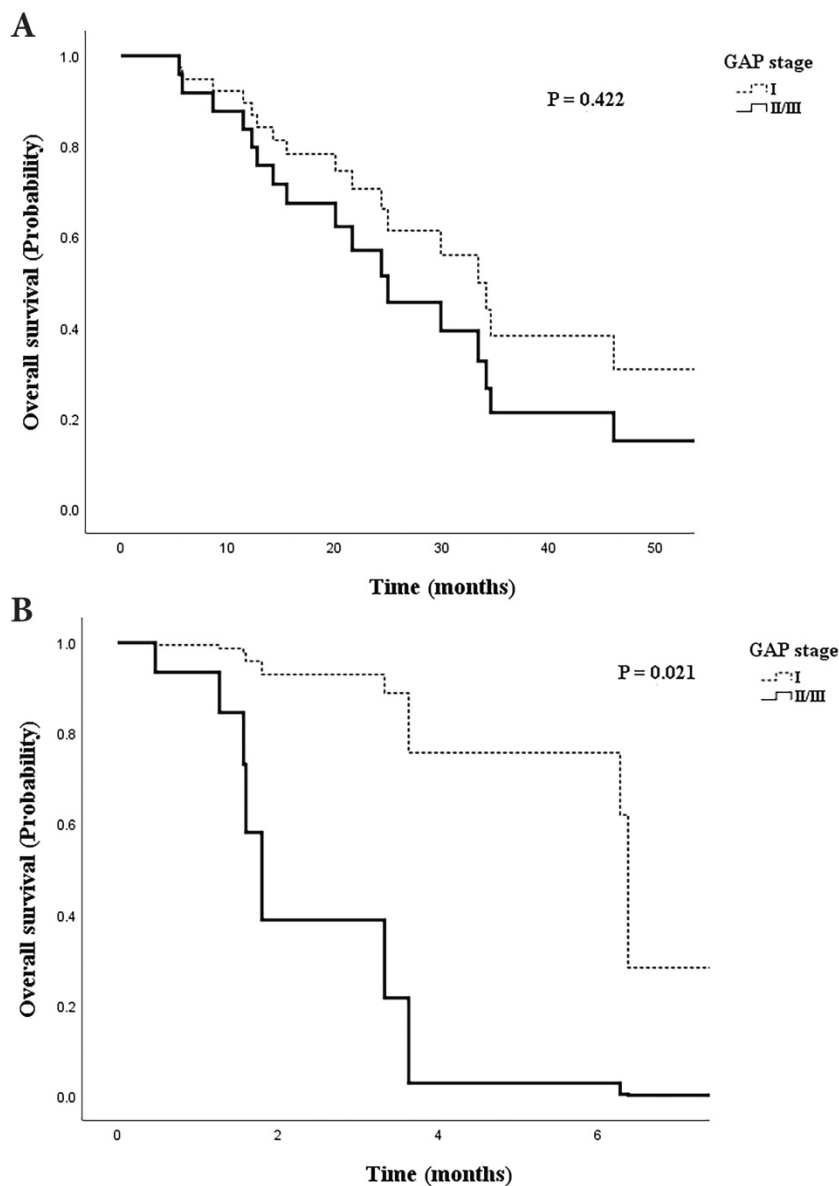 A
GAP stage
I
II/III
P = 0.422
1.0
0.8
0.6
0.4
0.2
0.0
Overall survival (Probability)
0 10 20 30 40 50
Time (months)
B
GAP stage
I
II/III
P = 0.021
1.0
0.8
0.6
0.4
0.2
0.0
Overall survival (Probability)
0 2 4 6
Time (months)